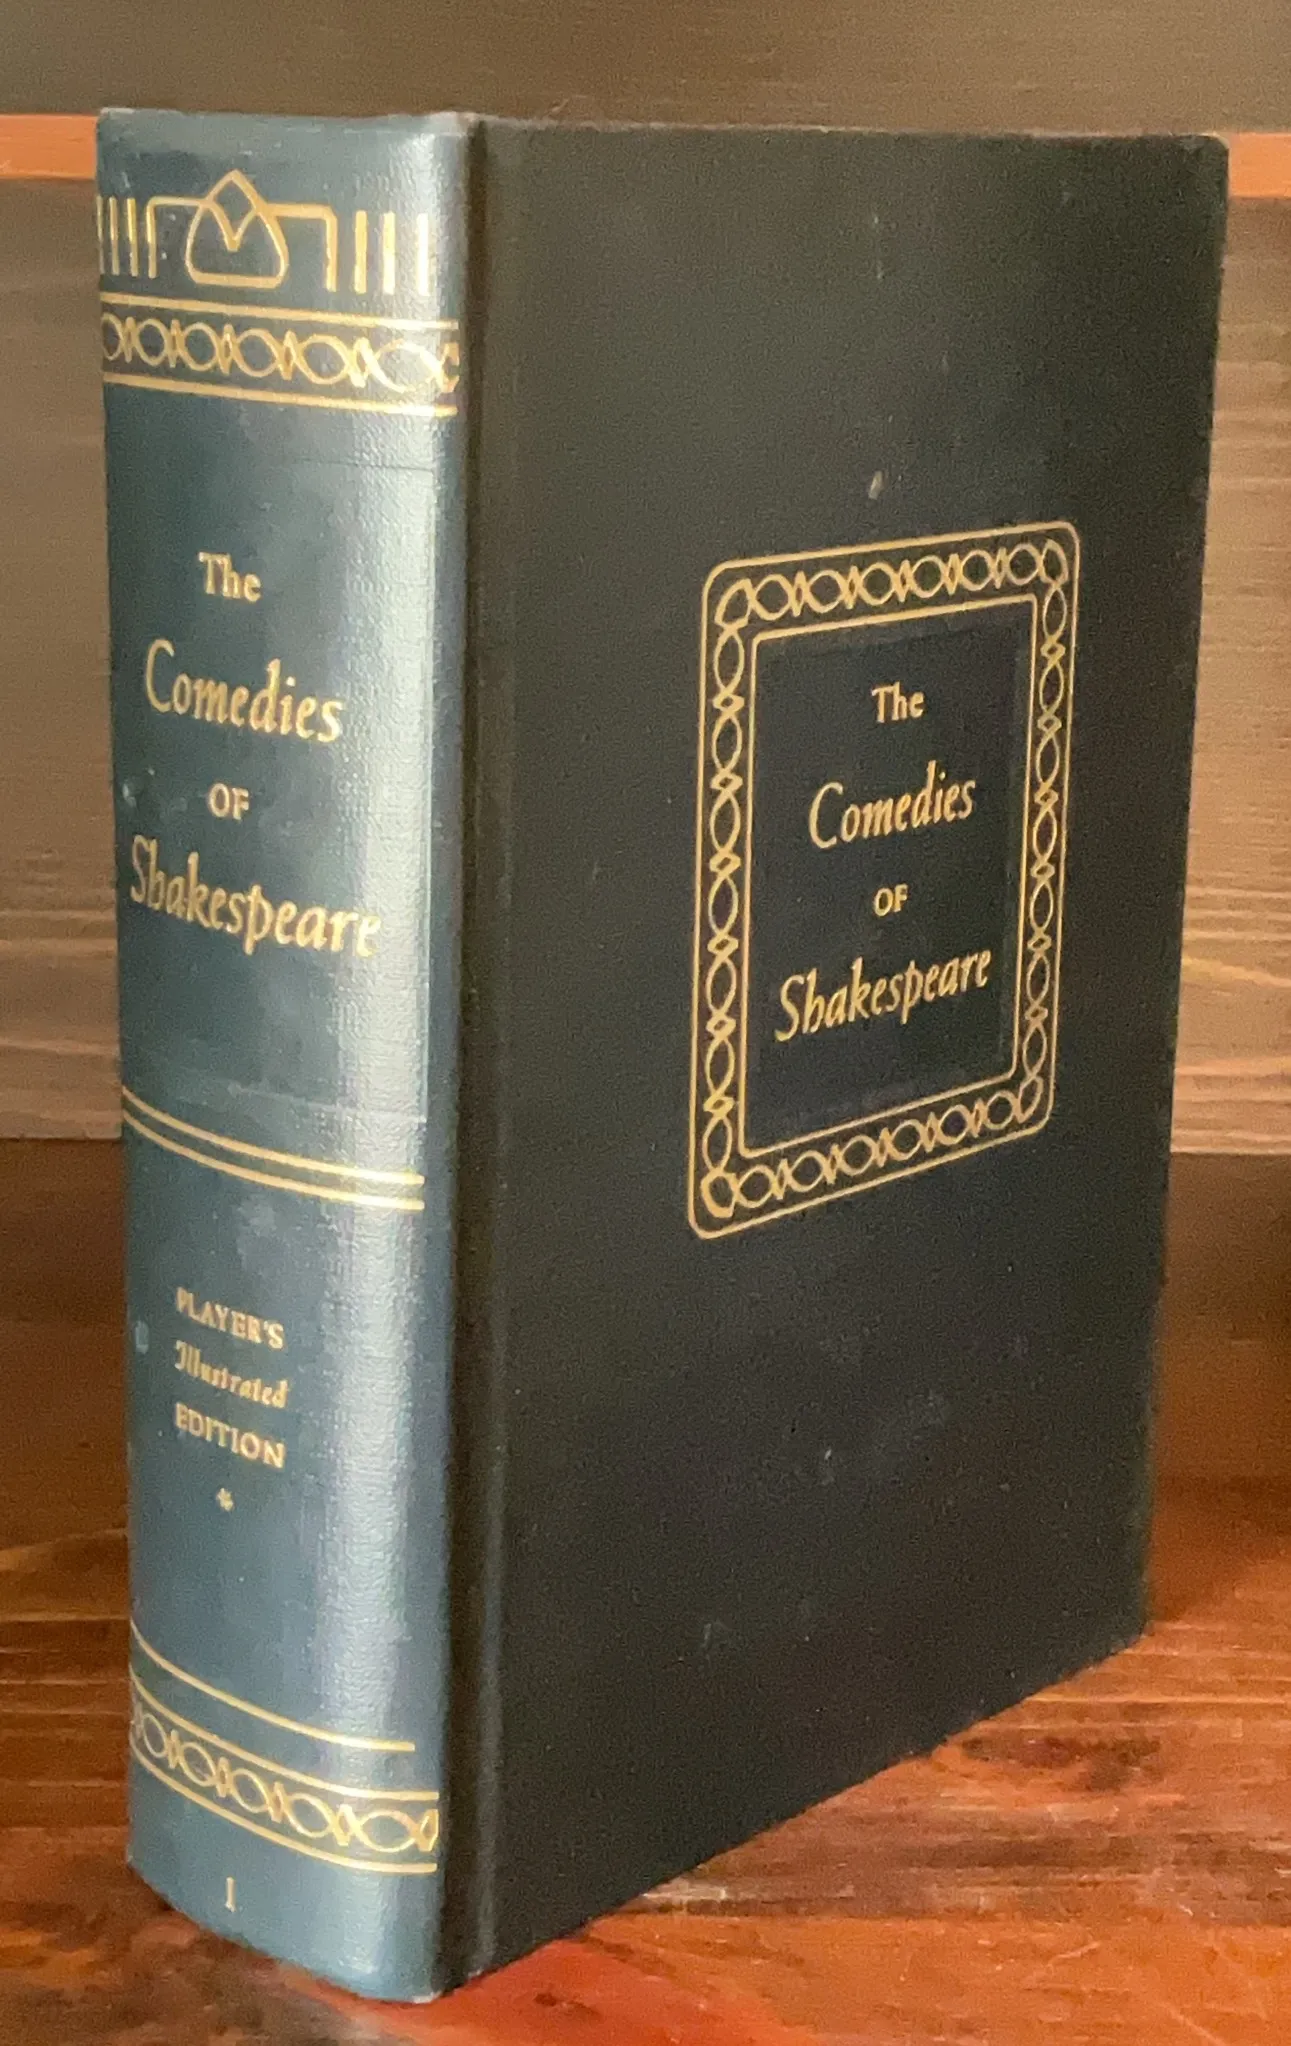 The
Comedies
OF
Shakespeare
PLAYER'S
Illustrated
EDITION
*
1
The
Comedies
OF
Shakespeare